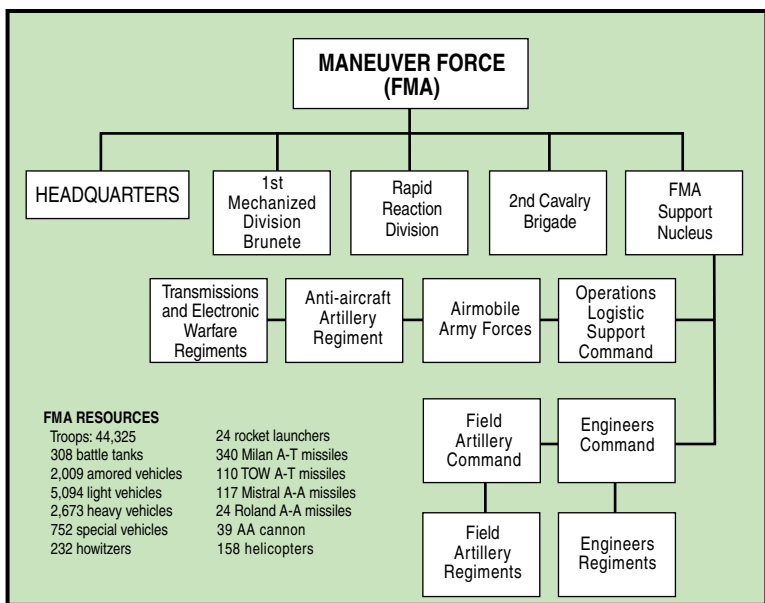 MANEUVER FORCE
(FMA)
HEADQUARTERS
1st
Mechanized
Division
Brunete
Rapid
Reaction
Division
2nd Cavalry
Brigade
FMA
Support
Nucleus
Transmissions
and Electronic
Warfare
Regiments
Anti-aircraft
Artillery
Regiment
Airmobile
Army Forces
Operations
Logistic
Support
Command
Field
Artillery
Command
Engineers
Command
Field
Artillery
Regiments
Engineers
Regiments
FMA RESOURCES
Troops: 44,325
308 battle tanks
2,009 amored vehicles
5,094 light vehicles
2,673 heavy vehicles
752 special vehicles
232 howitzers
24 rocket launchers
340 Milan A-T missiles
110 TOW A-T missiles
117 Mistral A-A missiles
24 Roland A-A missiles
39 AA cannon
158 helicopters